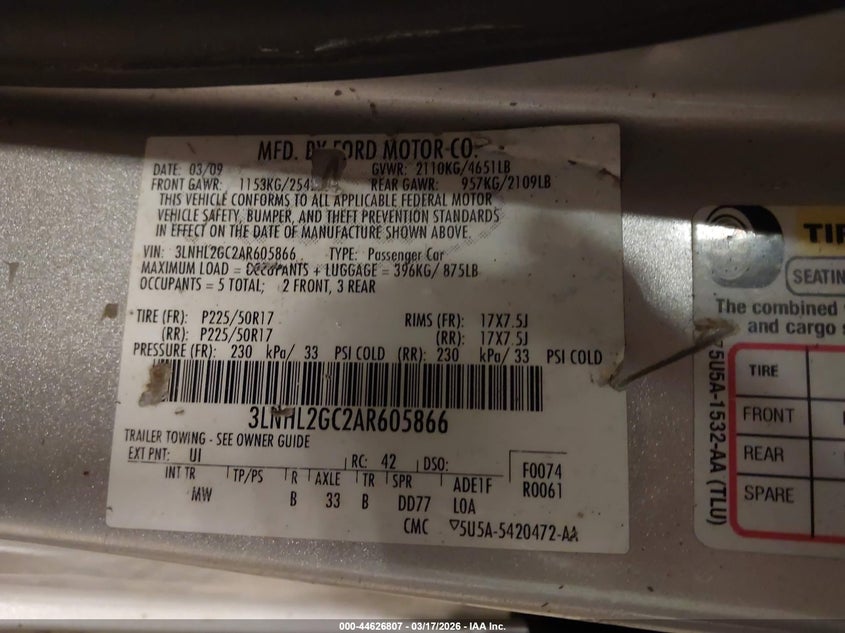 MFD. BY FORD MOTOR CO.
DATE: 03/09 GVWR: 2110KG/4651LB
FRONT GAWR: 1153KG/254 REAR GAWR: 957KG/2109LB
THIS VEHICLE CONFORMS TO ALL APPLICABLE FEDERAL MOTOR
VEHICLE SAFETY, BUMPER, AND THEFT PREVENTION STANDARDS
IN EFFECT ON THE DATE OF MANUFACTURE SHOWN ABOVE.
VIN: 3LNHL2GC2AR605866 TYPE: Passenger Car
MAXIMUM LOAD = OCCUPANTS + LUGGAGE = 396KG/ 875LB
OCCUPANTS = 5 TOTAL; 2 FRONT, 3 REAR
TIRE (FR): P225/50R17 RIMS (FR): 17X7.5J
(RR): P225/50R17 (RR): 17X7.5J
PRESSURE (FR): 230 kPa/ 33 PSI COLD (RR): 230 kPa/ 33 PSI COLD
3LNHL2GC2AR605866
TRAILER TOWING - SEE OWNER GUIDE
EXT PNT: UI RC: 42 DSO: F0074
INT TR TP/PS R AXLE TR SPR ADE1F R0061
MW B 33 B DD77 LOA
CMC 5U5A-5420472-AA
TIR
SEATIN
The combined
and cargo s
TIRE
FRONT
REAR
SPARE
75U5A-1532-AA (TLU)
000-44626807 - 03/17/2026 - IAA Inc.